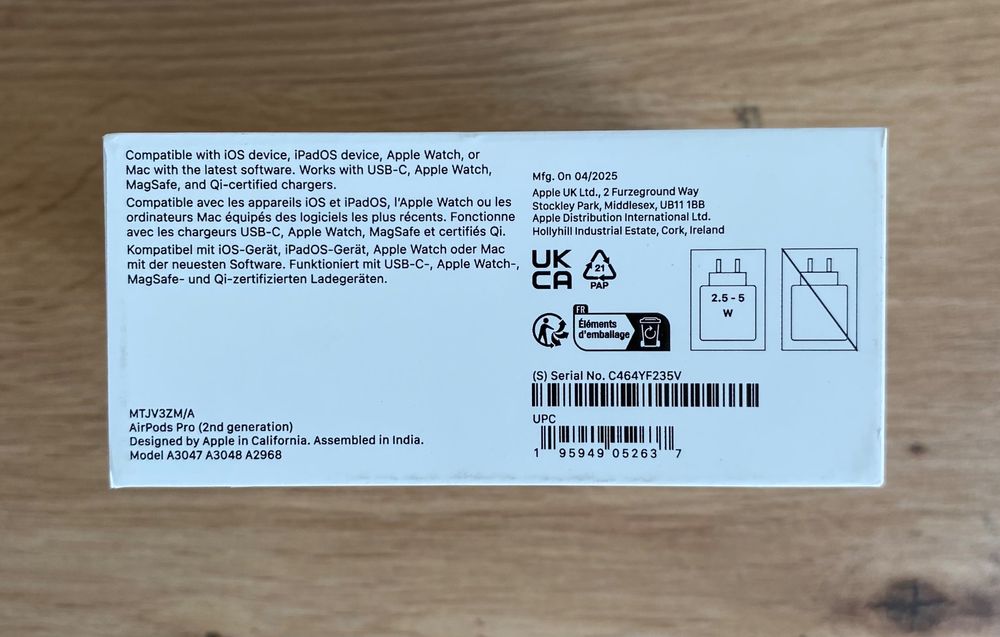 Compatible with iOS device, iPadOS device, Apple Watch, or
Mac with the latest software. Works with USB-C, Apple Watch,
MagSafe, and Qi-certified chargers.
Compatible avec les appareils iOS et iPadOS, l'Apple Watch ou les
ordinateurs Mac équipés des logiciels les plus récents. Fonctionne
avec les chargeurs USB-C, Apple Watch, MagSafe et certifiés Qi.
Kompatibel mit iOS-Gerät, iPadOS-Gerät, Apple Watch oder Mac
mit der neuesten Software. Funktioniert mit USB-C-, Apple Watch-,
MagSafe- und Qi-zertifizierten Ladegeräten.
MTJV3ZM/A
AirPods Pro (2nd generation)
Designed by Apple in California. Assembled in India.
Model A3047 A3048 A2968
Mfg. On 04/2025
Apple UK Ltd., 2 Furzeground Way
Stockley Park, Middlesex, UB11 1BB
Apple Distribution International Ltd.
Hollyhill Industrial Estate, Cork, Ireland
UK
CA
21
PAP
FR
Éléments
d'emballage
2.5 - 5
W
(S) Serial No. C464YF235V
UPC
1 95949 05263 7